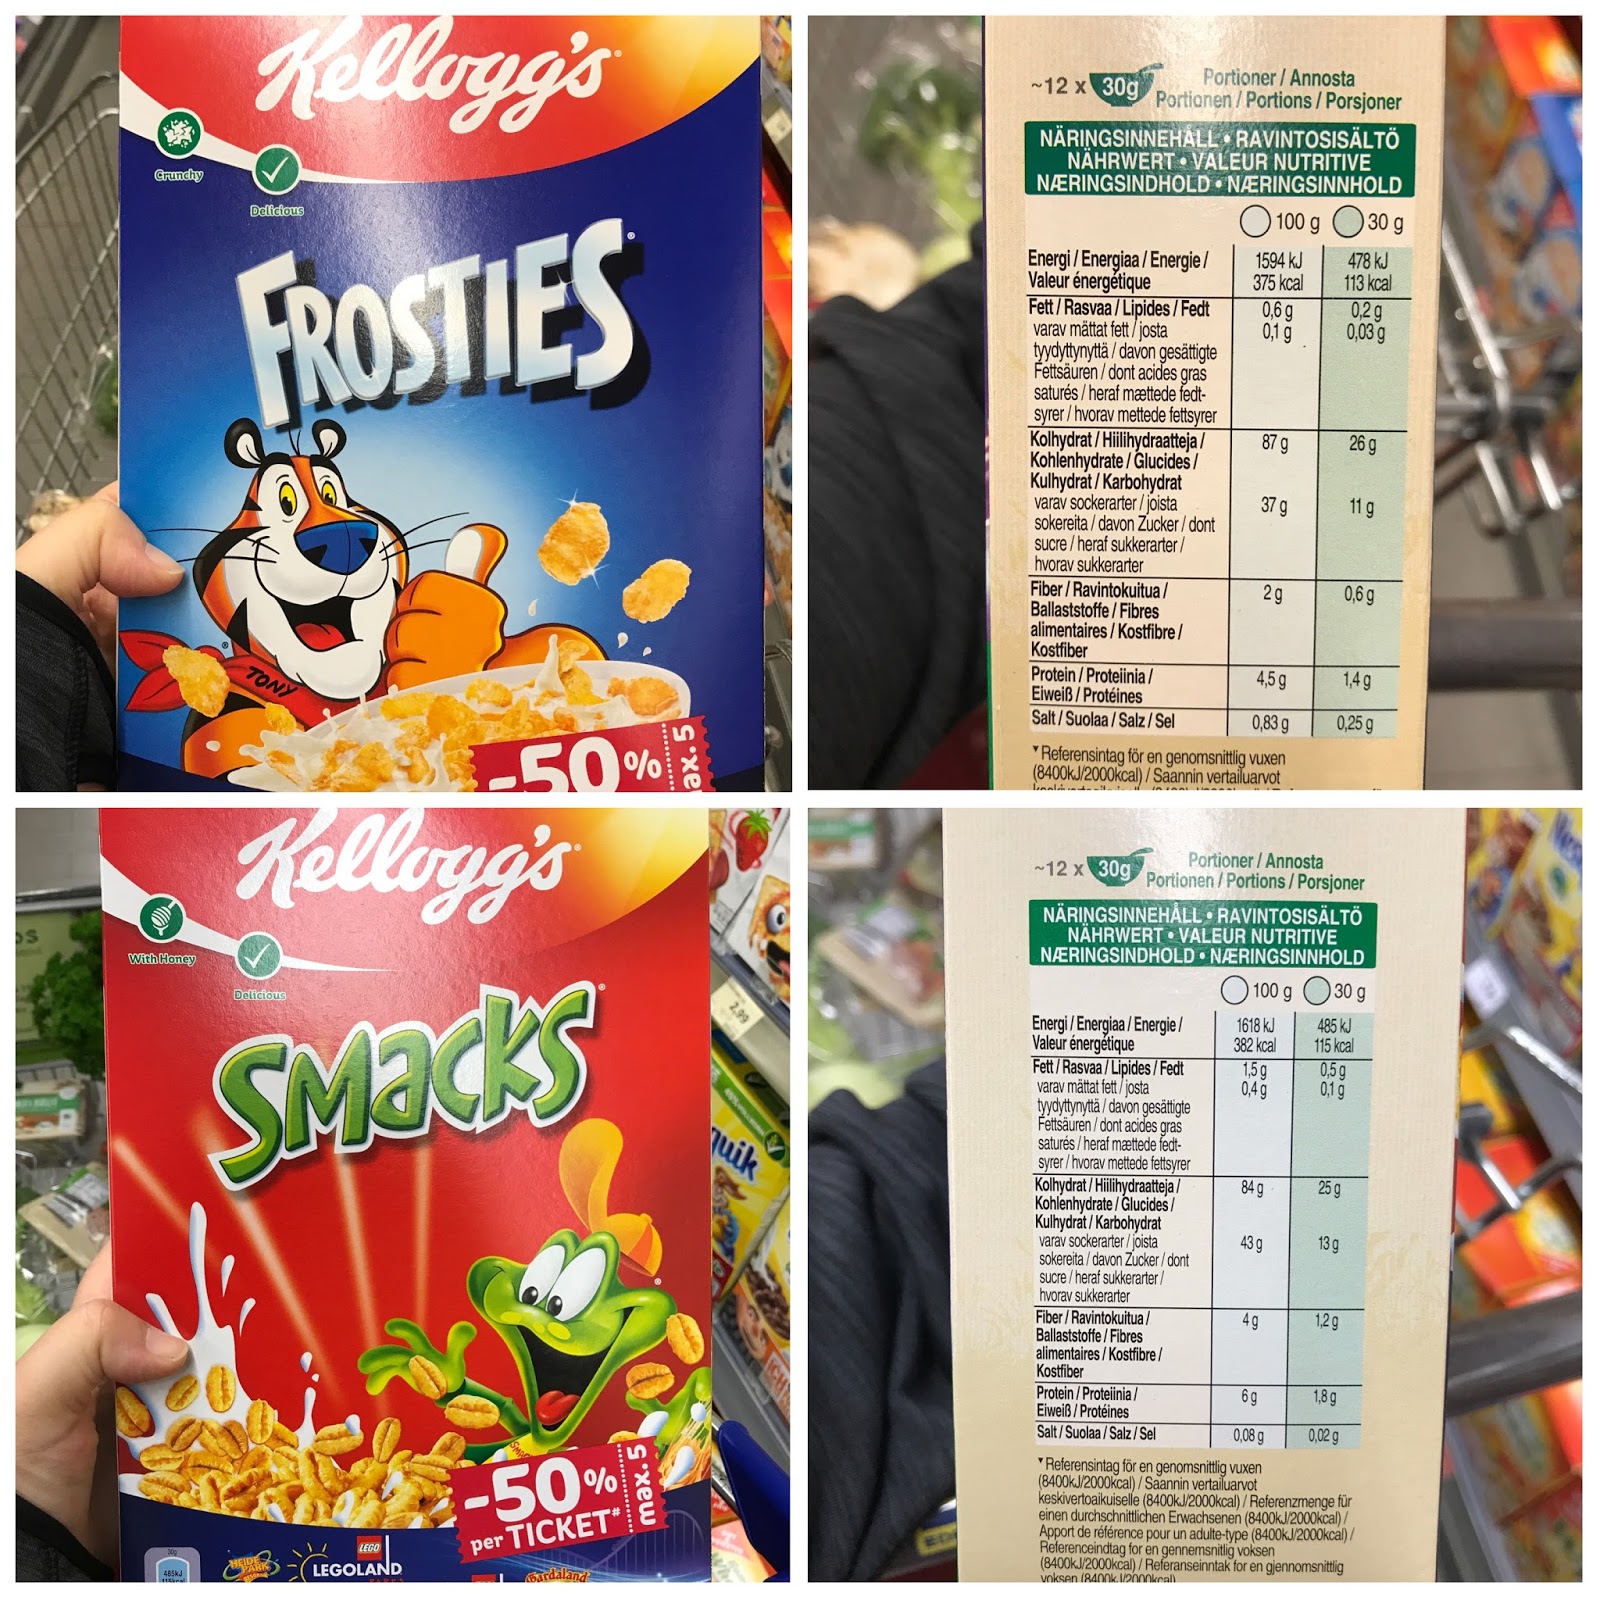 Kellogg's
Crunchy
Delicious
FROSTIES
TONY
-50%
max. 5
~12 x 30g
Portioner / Annosta
Portionen / Portions / Porsjoner
NÄRINGSINNEHÅLL • RAVINTOSISÄLTÖ
NÄHRWERT • VALEUR NUTRITIVE
NÆRINGSINDHOLD • NÆRINGSINNHOLD
100 g 30 g
Energi / Energiaa / Energie / 1594 kJ 478 kJ
Valeur énergétique 375 kcal 113 kcal
Fett / Rasvaa / Lipides / Fedt 0,6 g 0,2 g
varav mättat fett / josta 0,1 g 0,03 g
tyydyttynyttä / davon gesättigte
Fettsäuren / dont acides gras
saturés / heraf mættede fedt-
syrer / hvorav mettede fettsyrer
Kolhydrat / Hiilihydraatteja / 87 g 26 g
Kohlenhydrate / Glucides /
Kulhydrat / Karbohydrat
varav sockerarter / joista 37 g 11 g
sokereita / davon Zucker / dont
sucre / heraf sukkerarter /
hvorav sukkerarter
Fiber / Ravintokuitua / 2 g 0,6 g
Ballaststoffe / Fibres
alimentaires / Kostfibre /
Kostfiber
Protein / Proteiinia / 4,5 g 1,4 g
Eiweiß / Protéines
Salt / Suolaa / Salz / Sel 0,83 g 0,25 g
Referensintag för en genomsnittlig vuxen
(8400kJ/2000kcal) / Saannin vertailuarvot
Kellogg's
With Honey
Delicious
SMACKS
2,99
uik
-50%
per TICKET#
max. 5
30g
485kJ
HEIDE PARK
LEGO
LEGOLAND
Gardaland
~12 x 30g
Portioner / Annosta
Portionen / Portions / Porsjoner
NÄRINGSINNEHÅLL • RAVINTOSISÄLTÖ
NÄHRWERT • VALEUR NUTRITIVE
NÆRINGSINDHOLD • NÆRINGSINNHOLD
100 g 30 g
Energi / Energiaa / Energie / 1618 kJ 485 kJ
Valeur énergétique 382 kcal 115 kcal
Fett / Rasvaa / Lipides / Fedt 1,5 g 0,5 g
varav mättat fett / josta 0,4 g 0,1 g
tyydyttynyttä / davon gesättigte
Fettsäuren / dont acides gras
saturés / heraf mættede fedt-
syrer / hvorav mettede fettsyrer
Kolhydrat / Hiilihydraatteja / 84 g 25 g
Kohlenhydrate / Glucides /
Kulhydrat / Karbohydrat
varav sockerarter / joista 43 g 13 g
sokereita / davon Zucker / dont
sucre / heraf sukkerarter /
hvorav sukkerarter
Fiber / Ravintokuitua / 4 g 1,2 g
Ballaststoffe / Fibres
alimentaires / Kostfibre /
Kostfiber
Protein / Proteiinia / 6 g 1,8 g
Eiweiß / Protéines
Salt / Suolaa / Salz / Sel 0,08 g 0,02 g
Referensintag för en genomsnittlig vuxen
(8400kJ/2000kcal) / Saannin vertailuarvot
keskivertoaikuiselle (8400kJ/2000kcal) / Referenzmenge für
einen durchschnittlichen Erwachsenen (8400kJ/2000kcal) /
Apport de référence pour un adulte-type (8400kJ/2000kcal) /
Referenceindtag for en gennemsnitlig voksen
(8400kJ/2000kcal) / Referanseinntak for en gjennomsnittlig
voksen (8400kJ/2000kcal)